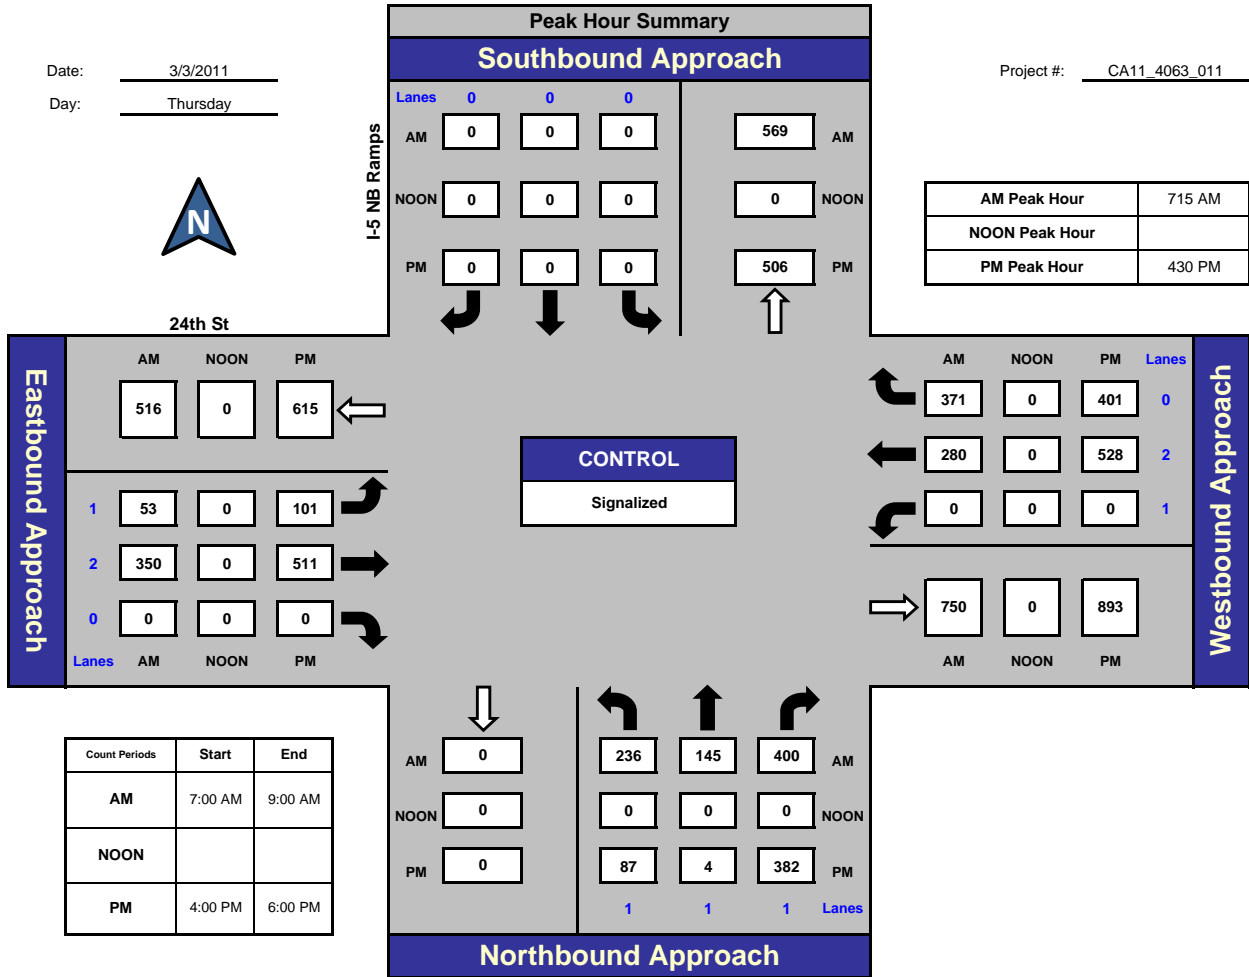 Peak Hour Summary
Southbound Approach
Date: 3/3/2011
Project #: CA11_4063_011
Day: Thursday
N
I-5 NB Ramps
Lanes 0 0 0
AM 0 0 0 569 AM
NOON 0 0 0 0 NOON
PM 0 0 0 506 PM
AM Peak Hour 715 AM
NOON Peak Hour
PM Peak Hour 430 PM
24th St
Eastbound Approach
AM NOON PM
516 0 615
1 53 0 101
2 350 0 511
0 0 0 0
Lanes AM NOON PM
CONTROL
Signalized
AM NOON PM Lanes
371 0 401 0
280 0 528 2
0 0 0 1
750 0 893
AM NOON PM
Westbound Approach
Count Periods Start End
AM 7:00 AM 9:00 AM
NOON
PM 4:00 PM 6:00 PM
AM 0 236 145 400 AM
NOON 0 0 0 0 NOON
PM 0 87 4 382 PM
1 1 1 Lanes
Northbound Approach